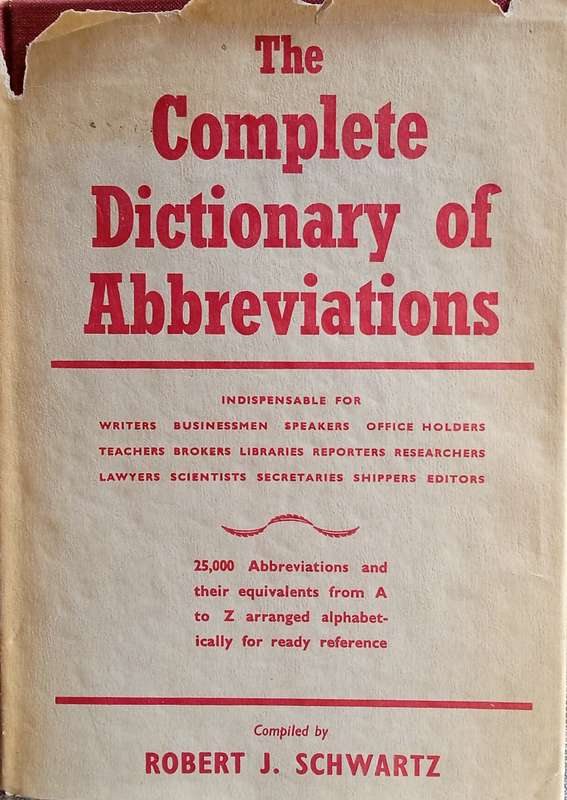 The
Complete
Dictionary of
Abbreviations
INDISPENSABLE FOR
WRITERS BUSINESSMEN SPEAKERS OFFICE HOLDERS
TEACHERS BROKERS LIBRARIES REPORTERS RESEARCHERS
LAWYERS SCIENTISTS SECRETARIES SHIPPERS EDITORS
25,000 Abbreviations and
their equivalents from A
to Z arranged alphabet-
ically for ready reference
Compiled by
ROBERT J. SCHWARTZ